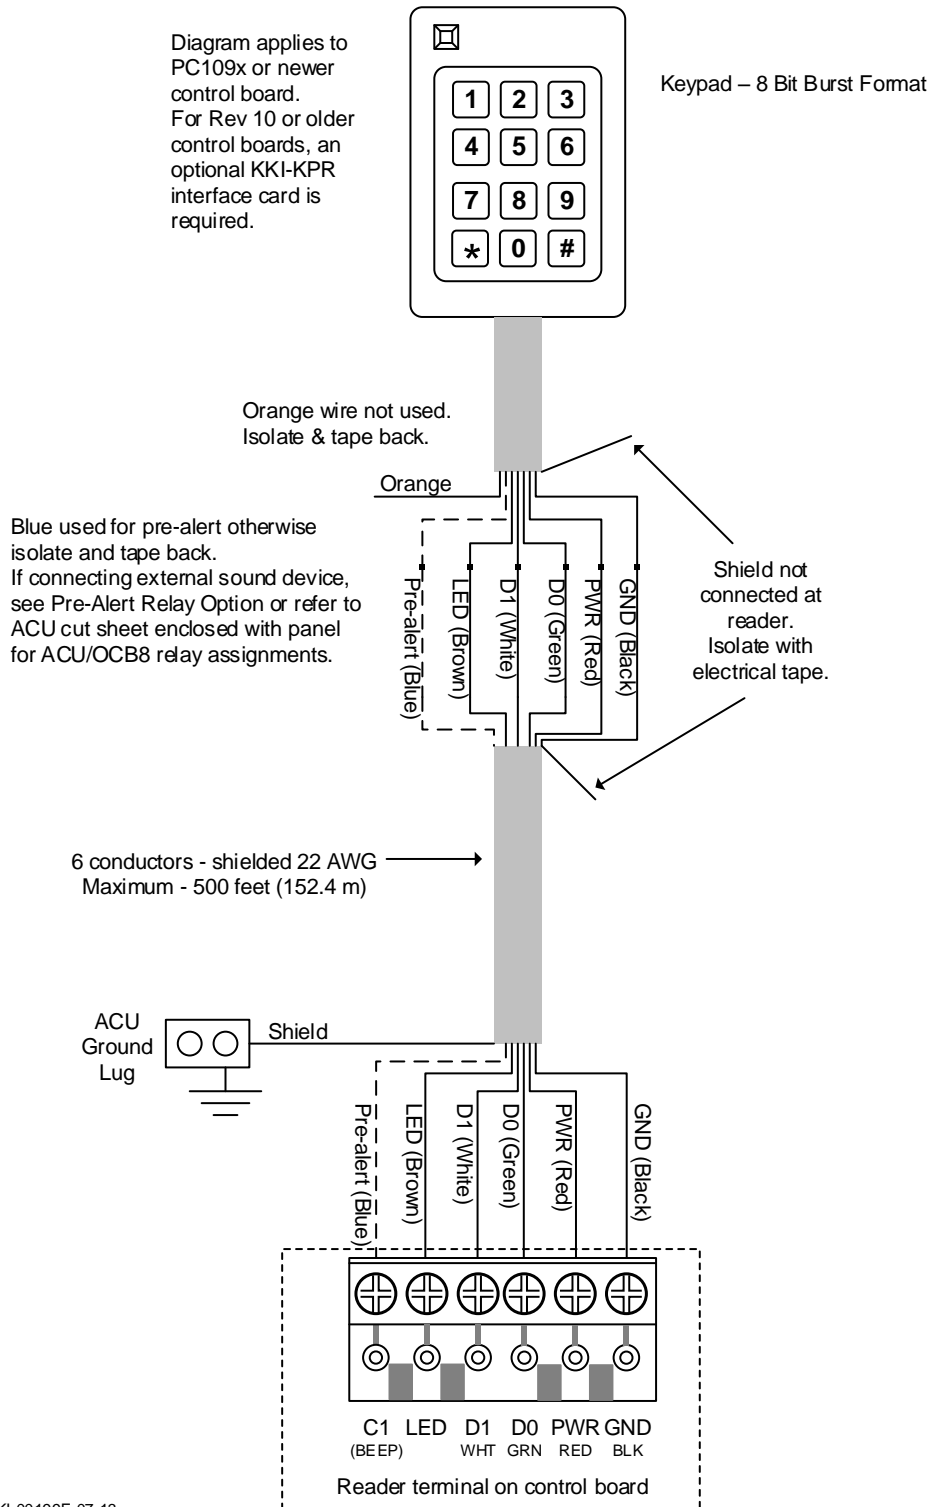 Diagram applies to
PC109x or newer
control board.
For Rev 10 or older
control boards, an
optional KKI-KPR
interface card is
required.
Keypad – 8 Bit Burst Format
1 2 3
4 5 6
7 8 9
* 0 #
Orange wire not used.
Isolate & tape back.
Orange
Blue used for pre-alert otherwise
isolate and tape back.
If connecting external sound device,
see Pre-Alert Relay Option or refer to
ACU cut sheet enclosed with panel
for ACU/OCB8 relay assignments.
Pre-alert (Blue)
LED (Brown)
D1 (White)
D0 (Green)
PWR (Red)
GND (Black)
Shield not
connected at
reader.
Isolate with
electrical tape.
6 conductors - shielded 22 AWG
Maximum - 500 feet (152.4 m)
ACU
Ground
Lug
Shield
Pre-alert (Blue)
LED (Brown)
D1 (White)
D0 (Green)
PWR (Red)
GND (Black)
C1 LED D1 D0 PWR GND
(BEEP) WHT GRN RED BLK
Reader terminal on control board